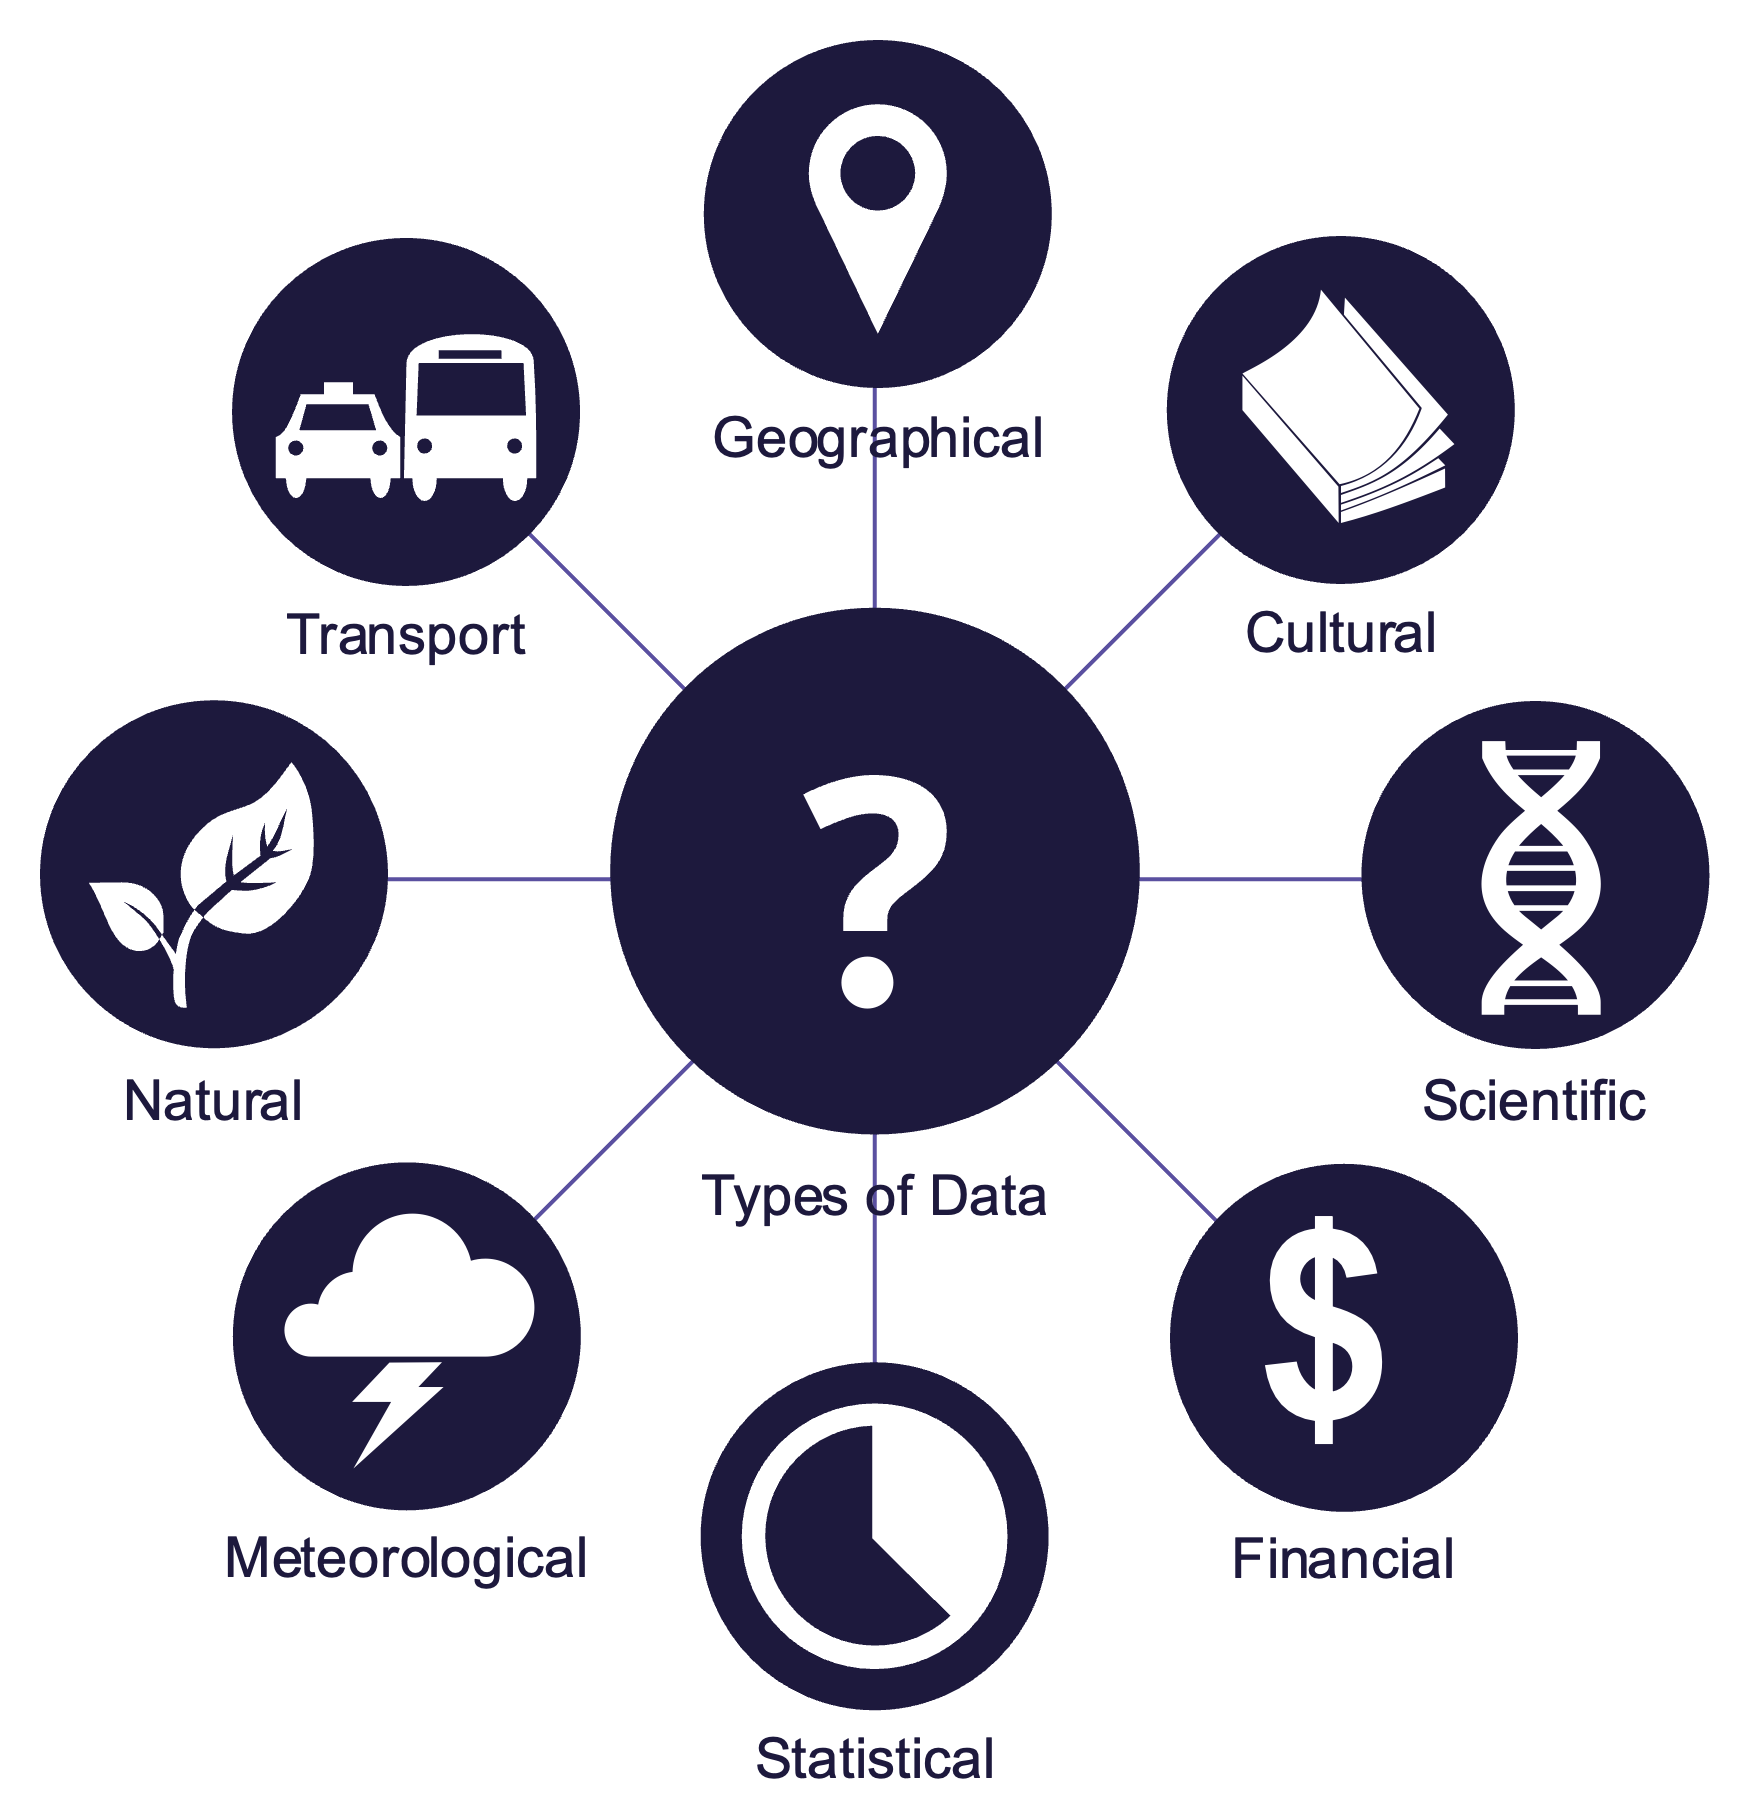 Geographical
Transport
Cultural
?
Natural
Scientific
Types of Data
$
Meteorological
Financial
Statistical